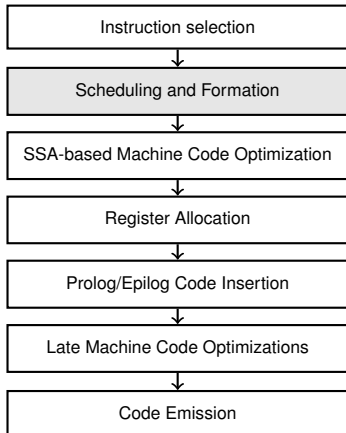 Instruction selection
Scheduling and Formation
SSA-based Machine Code Optimization
Register Allocation
Prolog/Epilog Code Insertion
Late Machine Code Optimizations
Code Emission